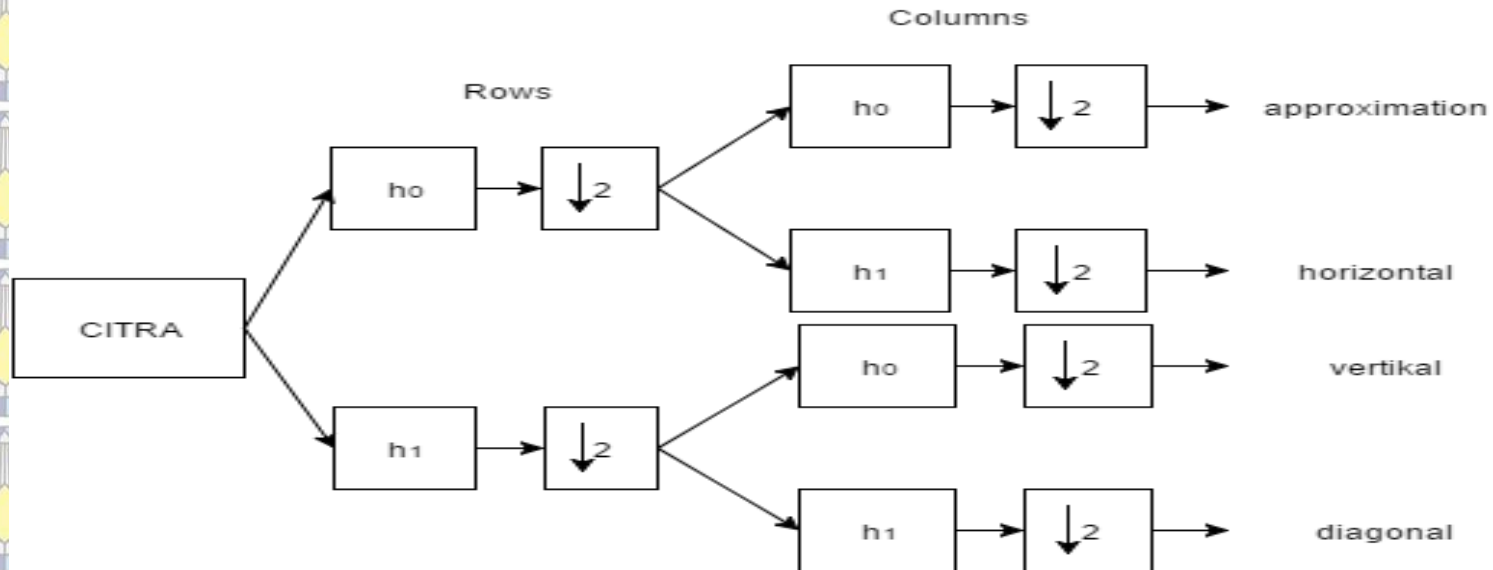 Columns
Rows
h0 ↓2 approximation
h0 ↓2
h1 ↓2 horizontal
CITRA
h0 ↓2 vertikal
h1 ↓2
h1 ↓2 diagonal